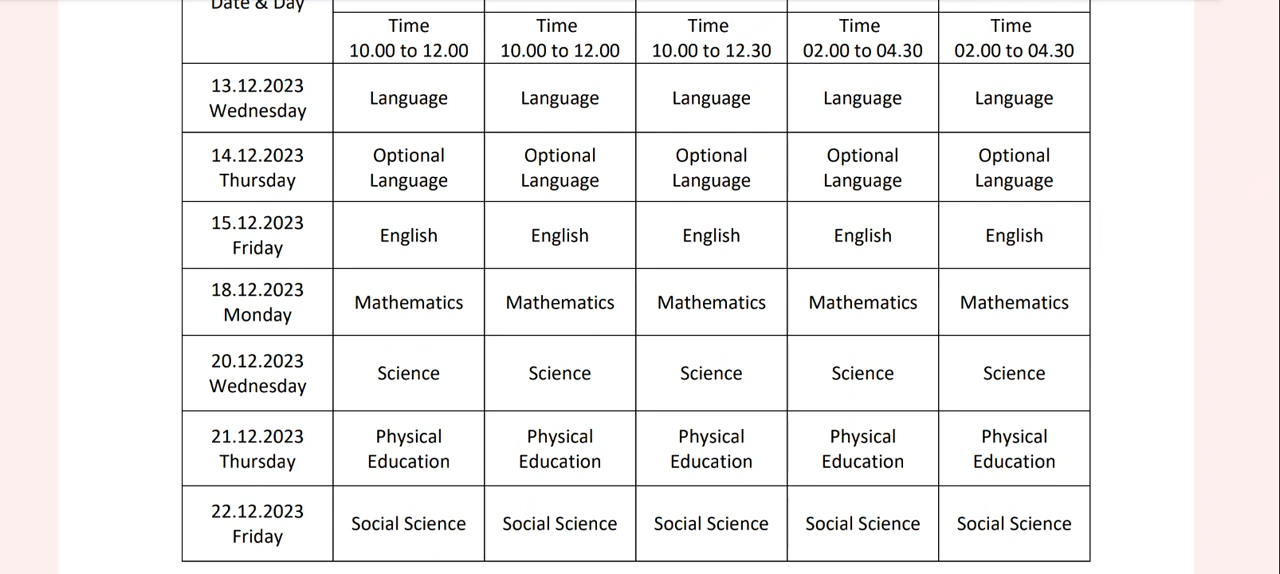 Date & Day
Time Time Time Time Time
10.00 to 12.00 10.00 to 12.00 10.00 to 12.30 02.00 to 04.30 02.00 to 04.30
13.12.2023
Wednesday
Language Language Language Language Language
14.12.2023
Thursday
Optional Optional Optional Optional Optional
Language Language Language Language Language
15.12.2023
Friday
English English English English English
18.12.2023
Monday
Mathematics Mathematics Mathematics Mathematics Mathematics
20.12.2023
Wednesday
Science Science Science Science Science
21.12.2023
Thursday
Physical Physical Physical Physical Physical
Education Education Education Education Education
22.12.2023
Friday
Social Science Social Science Social Science Social Science Social Science